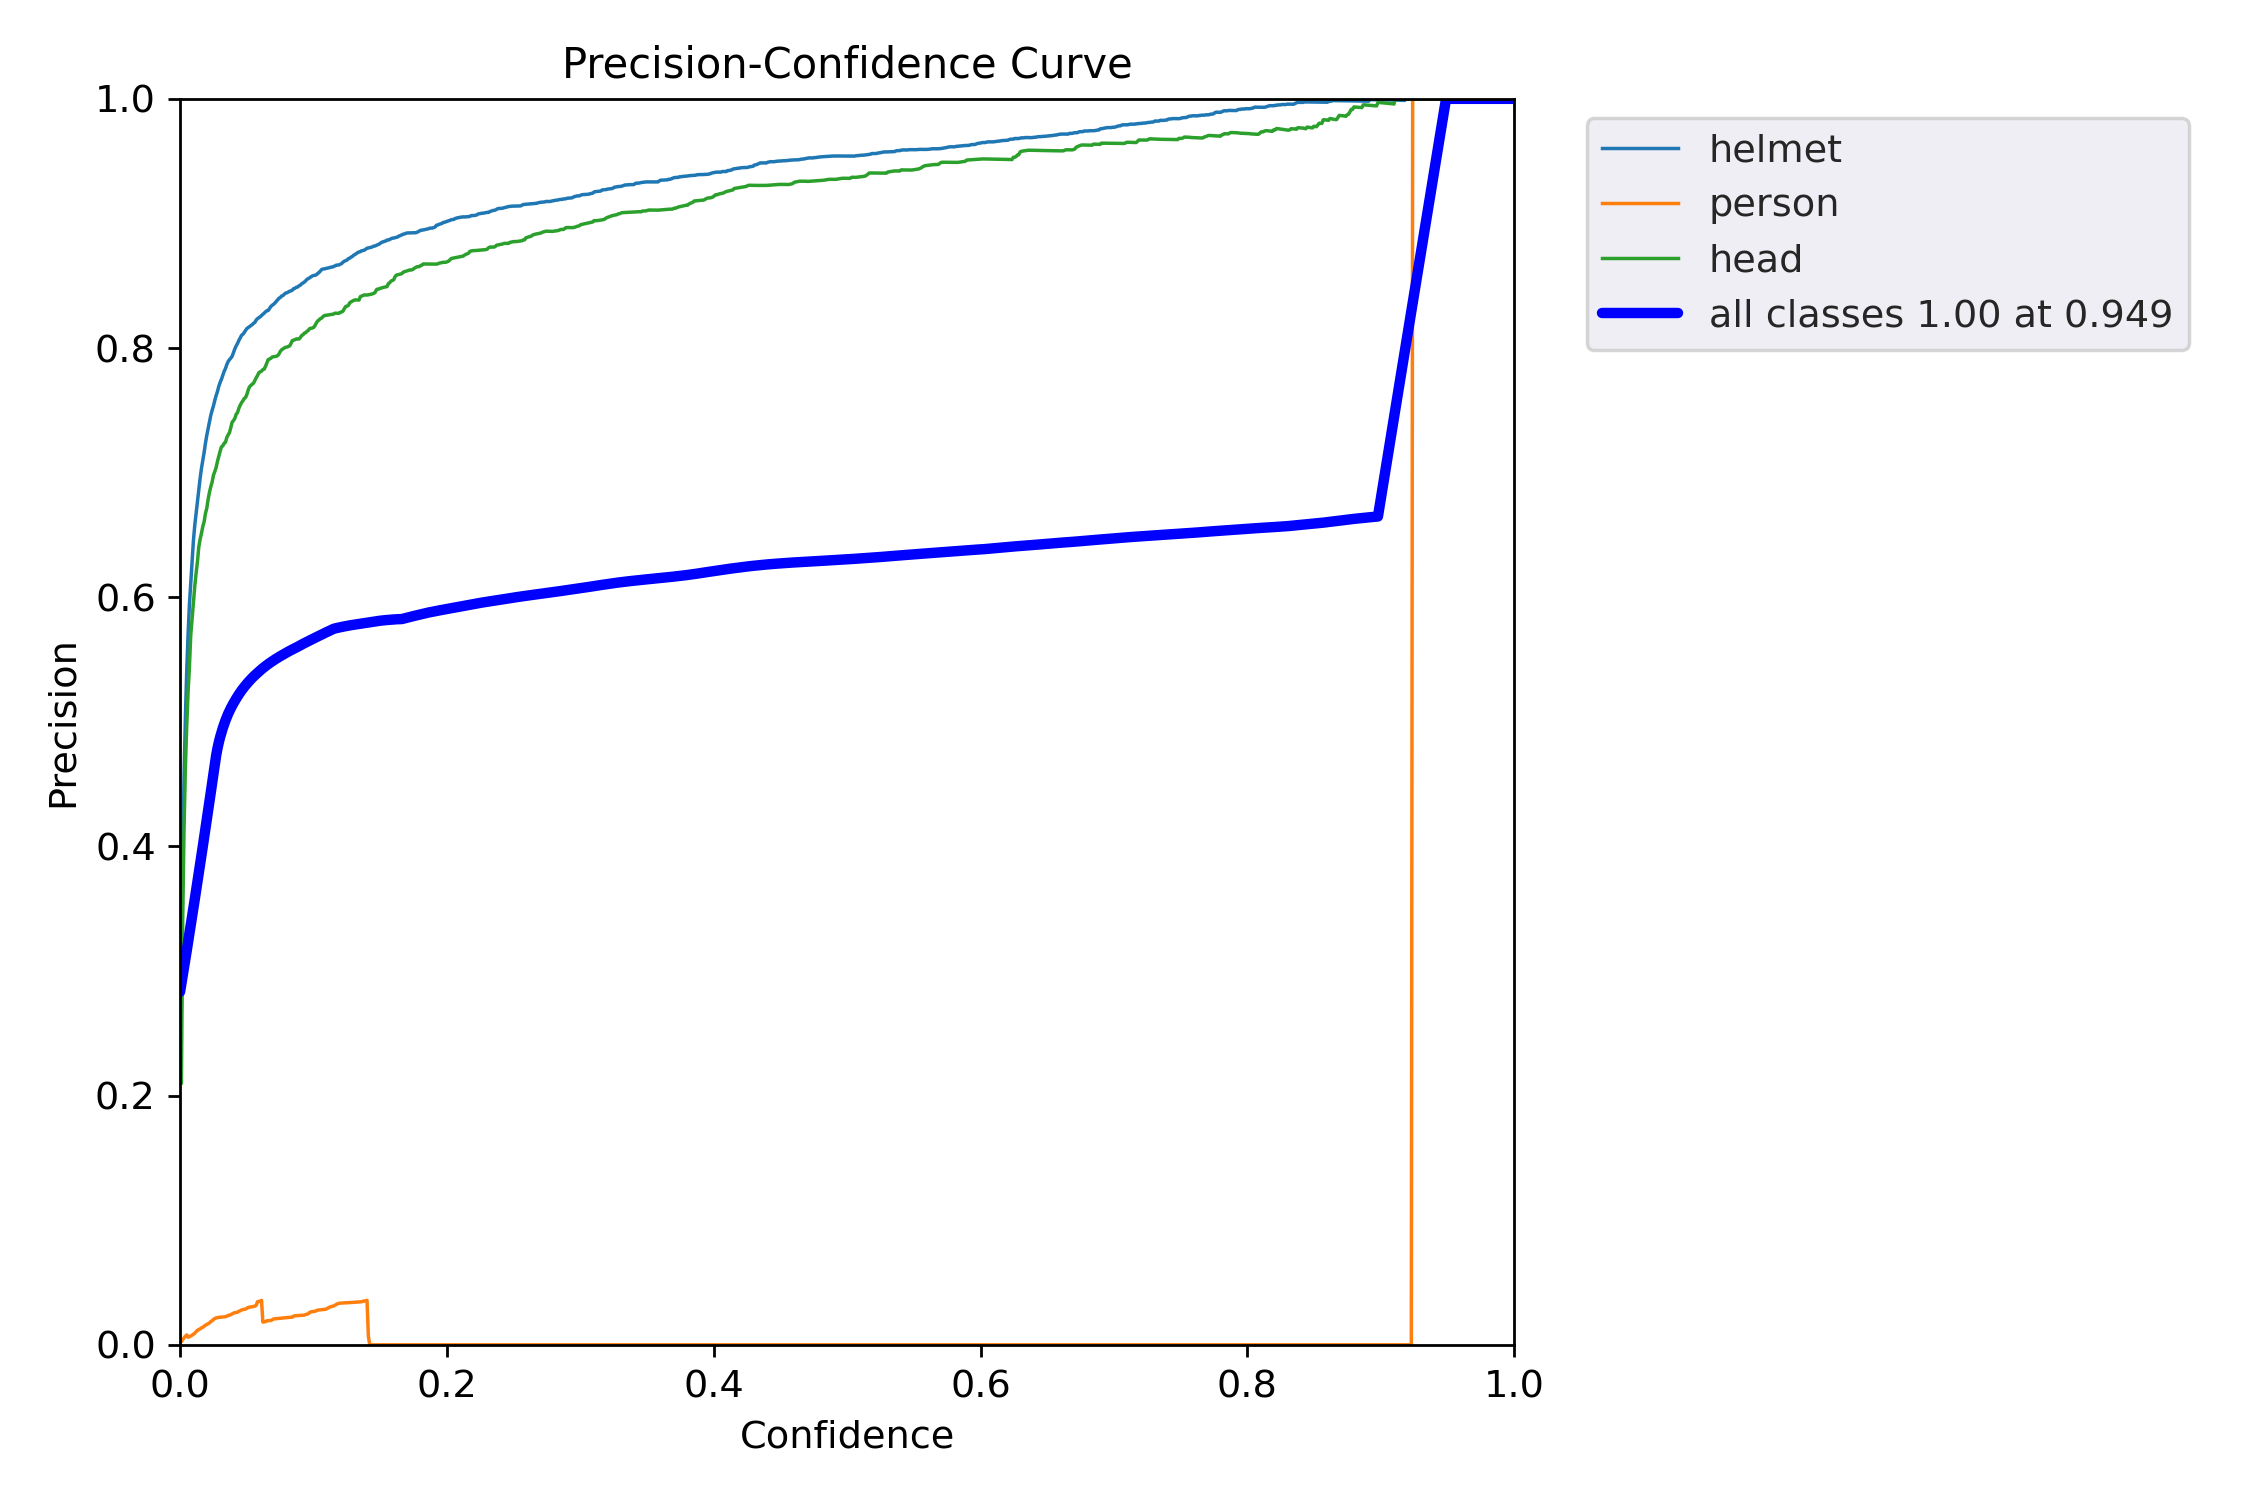 Precision-Confidence Curve
1.0
0.8
0.6
0.4
0.2
0.0
Precision
0.0 0.2 0.4 0.6 0.8 1.0
Confidence
helmet
person
head
all classes 1.00 at 0.949